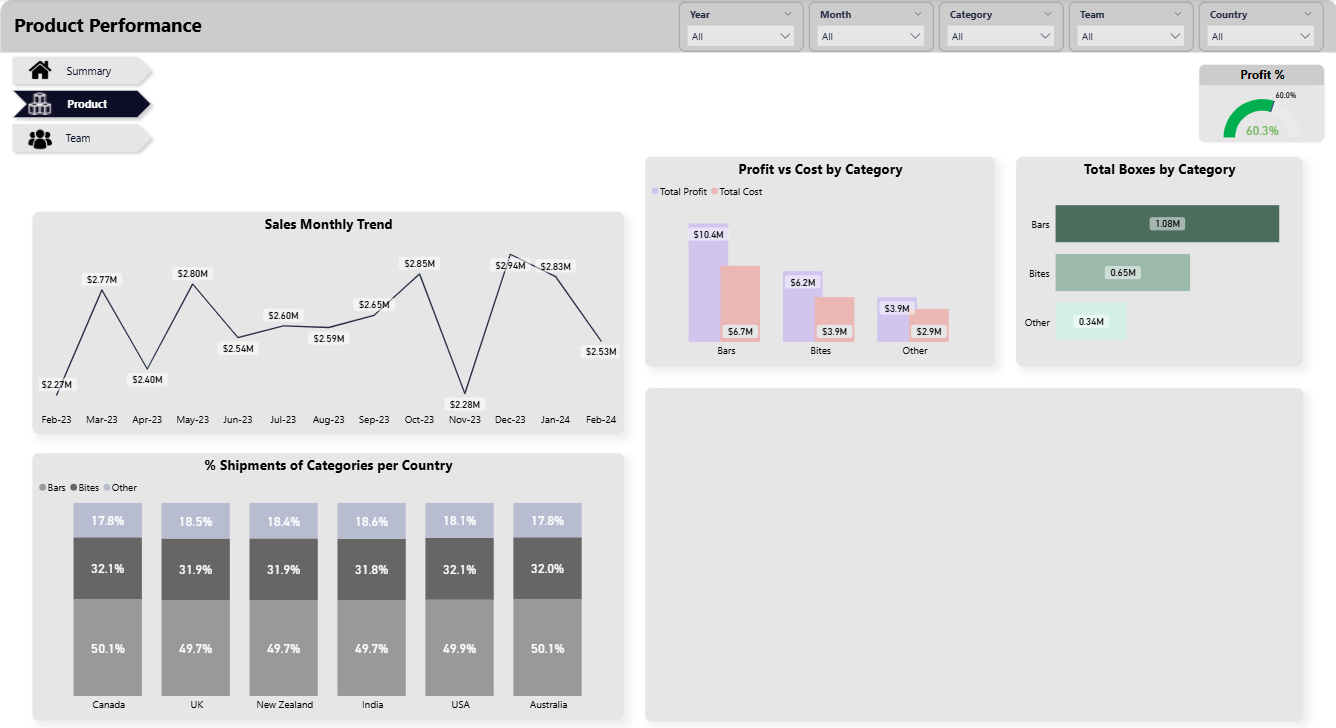 Product Performance
Year
All
Month
All
Category
All
Team
All
Country
All
Summary
Product
Team
Profit %
60.0%
60.3%
Sales Monthly Trend
$2.27M
$2.77M
$2.40M
$2.80M
$2.54M
$2.60M
$2.59M
$2.65M
$2.85M
$2.28M
$2.94M
$2.83M
$2.53M
Feb-23 Mar-23 Apr-23 May-23 Jun-23 Jul-23 Aug-23 Sep-23 Oct-23 Nov-23 Dec-23 Jan-24 Feb-24
Profit vs Cost by Category
Total Profit Total Cost
$10.4M
$6.7M
$6.2M
$3.9M
$3.9M
$2.9M
Bars Bites Other
Total Boxes by Category
Bars 1.08M
Bites 0.65M
Other 0.34M
% Shipments of Categories per Country
Bars Bites Other
17.8% 18.5% 18.4% 18.6% 18.1% 17.8%
32.1% 31.9% 31.9% 31.8% 32.1% 32.0%
50.1% 49.7% 49.7% 49.7% 49.9% 50.1%
Canada UK New Zealand India USA Australia